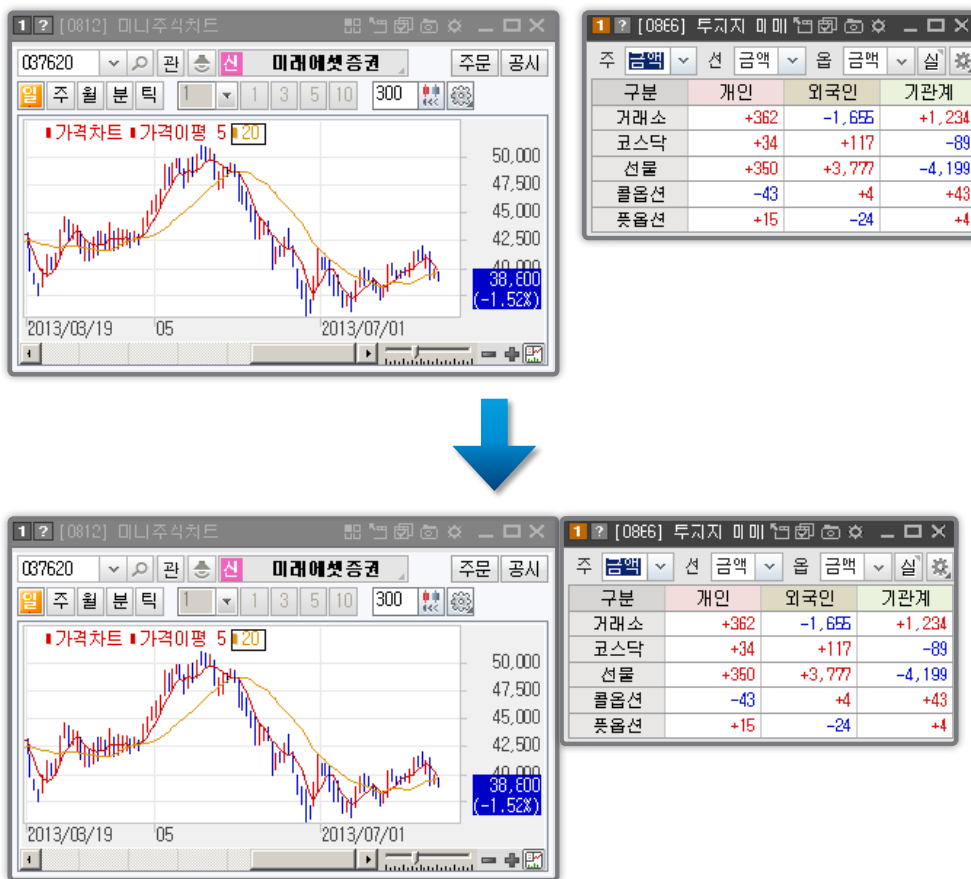 1 ? [0812] 미니주식차트
037620 관 신 미래에셋증권 주문 공시
일 주 월 분 틱 1 1 3 5 10 300
가격차트 가격이평 5 20
50,000
47,500
45,000
42,500
40,000
38,800
(-1.52%)
2013/03/19 05 2013/07/01
1 ? [0866] 투자자 미
주 금액 선 금액 옵 금액 실
구분 개인 외국인 기관계
거래소 +362 -1,655 +1,234
코스닥 +34 +117 -89
선물 +350 +3,777 -4,199
콜옵션 -43 +4 +43
풋옵션 +15 -24 +4
1 ? [0812] 미니주식차트
037620 관 신 미래에셋증권 주문 공시
일 주 월 분 틱 1 1 3 5 10 300
가격차트 가격이평 5 20
50,000
47,500
45,000
42,500
40,000
38,800
(-1.52%)
2013/03/19 05 2013/07/01
1 ? [0866] 투자자 미
주 금액 선 금액 옵 금액 실
구분 개인 외국인 기관계
거래소 +362 -1,655 +1,234
코스닥 +34 +117 -89
선물 +350 +3,777 -4,199
콜옵션 -43 +4 +43
풋옵션 +15 -24 +4